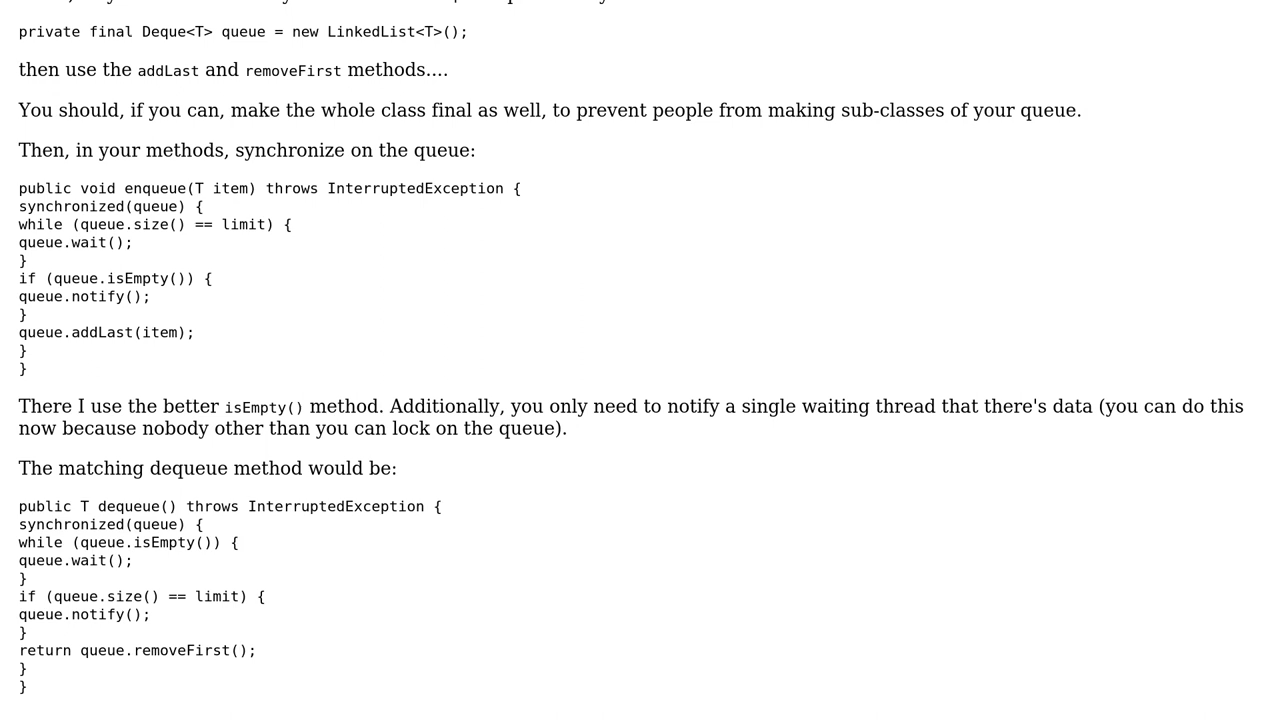 private final Deque<T> queue = new LinkedList<T>();
then use the addLast and removeFirst methods....
You should, if you can, make the whole class final as well, to prevent people from making sub-classes of your queue.
Then, in your methods, synchronize on the queue:
public void enqueue(T item) throws InterruptedException {
synchronized(queue) {
while (queue.size() == limit) {
queue.wait();
}
if (queue.isEmpty()) {
queue.notify();
}
queue.addLast(item);
}
}
There I use the better isEmpty() method. Additionally, you only need to notify a single waiting thread that there's data (you can do this
now because nobody other than you can lock on the queue).
The matching dequeue method would be:
public T dequeue() throws InterruptedException {
synchronized(queue) {
while (queue.isEmpty()) {
queue.wait();
}
if (queue.size() == limit) {
queue.notify();
}
return queue.removeFirst();
}
}